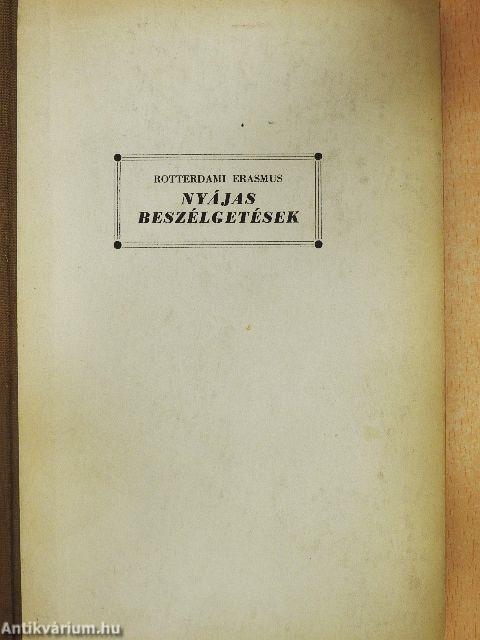 ROTTERDAMI ERASMUS
NYÁJAS
BESZÉLGETÉSEK
Antikvárium.hu